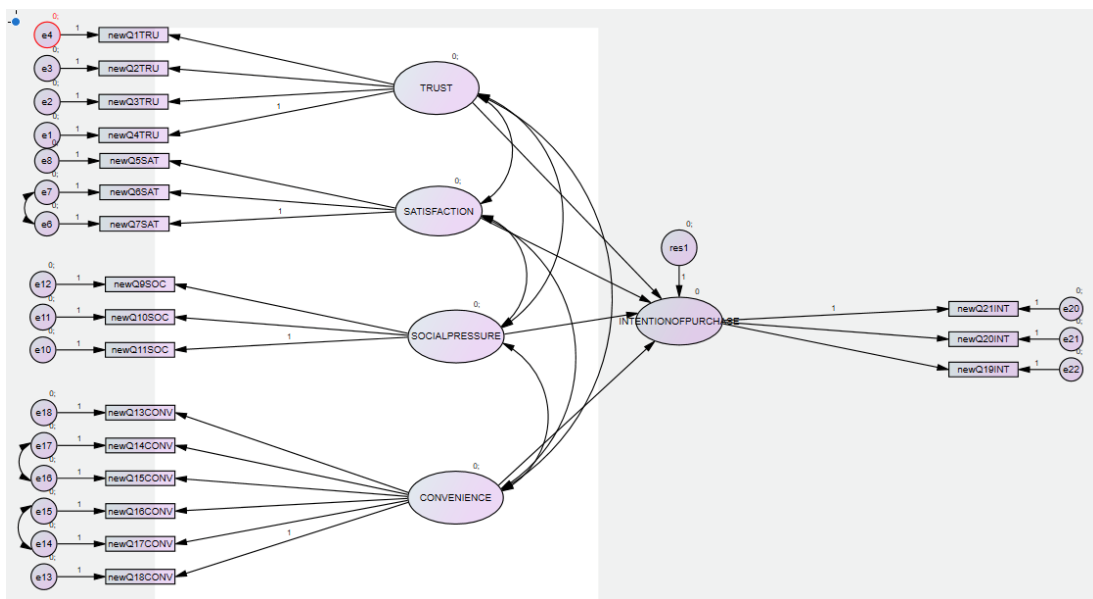 0;
e4 1 newQ1TRU
0;
e3 1 newQ2TRU
0;
e2 1 newQ3TRU
0;
e1 1 newQ4TRU
0;
TRUST
1
0;
e8 1 newQ5SAT
0;
e7 1 newQ6SAT
0;
e6 1 newQ7SAT
0;
SATISFACTION
1
0;
e12 1 newQ9SOC
0;
e11 1 newQ10SOC
0;
e10 1 newQ11SOC
0;
SOCIALPRESSURE
1
0;
e18 1 newQ13CONV
0;
e17 1 newQ14CONV
0;
e16 1 newQ15CONV
0;
e15 1 newQ16CONV
0;
e14 1 newQ17CONV
0;
e13 1 newQ18CONV
0;
CONVENIENCE
1
0;
res1
1
0
INTENTIONOFPURCHASE
1
0;
newQ21INT 1 e20
0;
newQ20INT 1 e21
0;
newQ19INT 1 e22